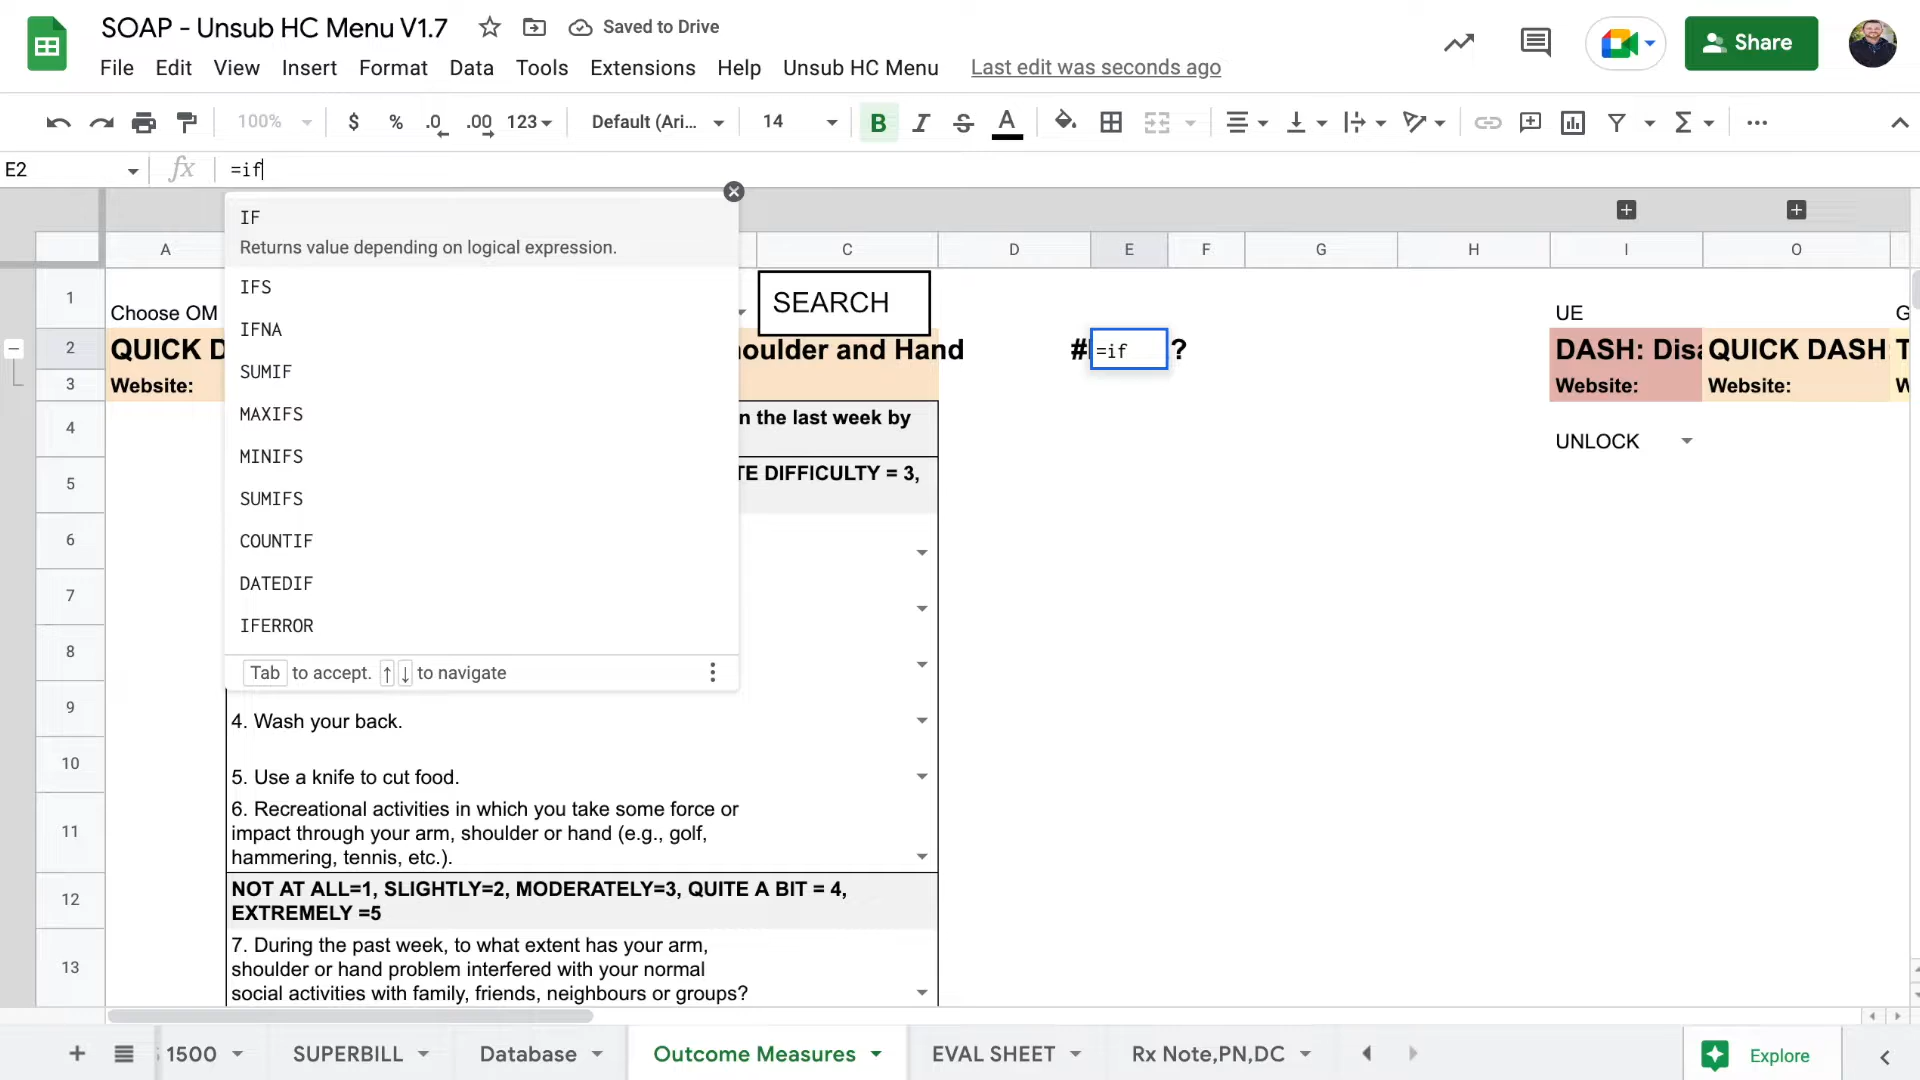 SOAP - Unsub HC Menu V1.7
Saved to Drive
File Edit View Insert Format Data Tools Extensions Help Unsub HC Menu Last edit was seconds ago
Share
100% $ % .0 .00 123 Default (Ari... 14 B I S A
E2 fx =if
IF
Returns value depending on logical expression.
IFS
IFNA
SUMIF
MAXIFS
MINIFS
SUMIFS
COUNTIF
DATEDIF
IFERROR
Tab to accept. ↑ ↓ to navigate
A C D E F G H I O
1 Choose OM SEARCH UE G
2 QUICK D houlder and Hand # =if ? DASH: Disa QUICK DASH T
3 Website: Website: Website: W
4 n the last week by
UNLOCK
5 TE DIFFICULTY = 3,
6
7
8
9 4. Wash your back.
10 5. Use a knife to cut food.
11 6. Recreational activities in which you take some force or
impact through your arm, shoulder or hand (e.g., golf,
hammering, tennis, etc.).
12 NOT AT ALL=1, SLIGHTLY=2, MODERATELY=3, QUITE A BIT = 4,
EXTREMELY =5
13 7. During the past week, to what extent has your arm,
shoulder or hand problem interfered with your normal
social activities with family, friends, neighbours or groups?
1500 SUPERBILL Database Outcome Measures EVAL SHEET Rx Note,PN,DC Explore